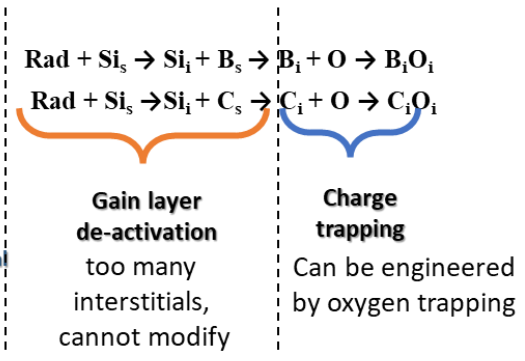 Rad + Siₛ → Siᵢ + Bₛ → Bᵢ + O → BᵢOᵢ
Rad + Siₛ →Siᵢ + Cₛ → Cᵢ + O → CᵢOᵢ
Gain layer
de-activation
too many
interstitials,
cannot modify
Charge
trapping
Can be engineered
by oxygen trapping